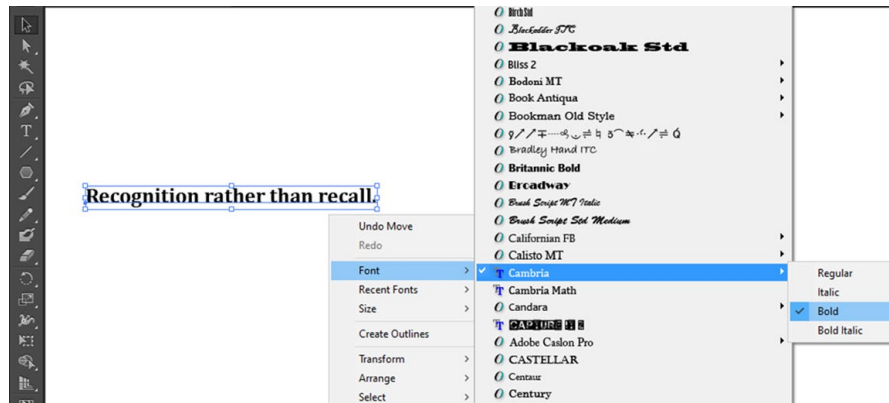 Recognition rather than recall.
Undo Move
Redo
Font
Recent Fonts
Size
Create Outlines
Transform
Arrange
Select
Birch Std
Blackadder ITC
Blackoak Std
Bliss 2
Bodoni MT
Book Antiqua
Bookman Old Style
Bradley Hand ITC
Britannic Bold
Broadway
Brush Script MT Italic
Brush Script Std Medium
Californian FB
Calisto MT
Cambria
Cambria Math
Candara
Adobe Caslon Pro
CASTELLAR
Centaur
Century
Regular
Italic
Bold
Bold Italic